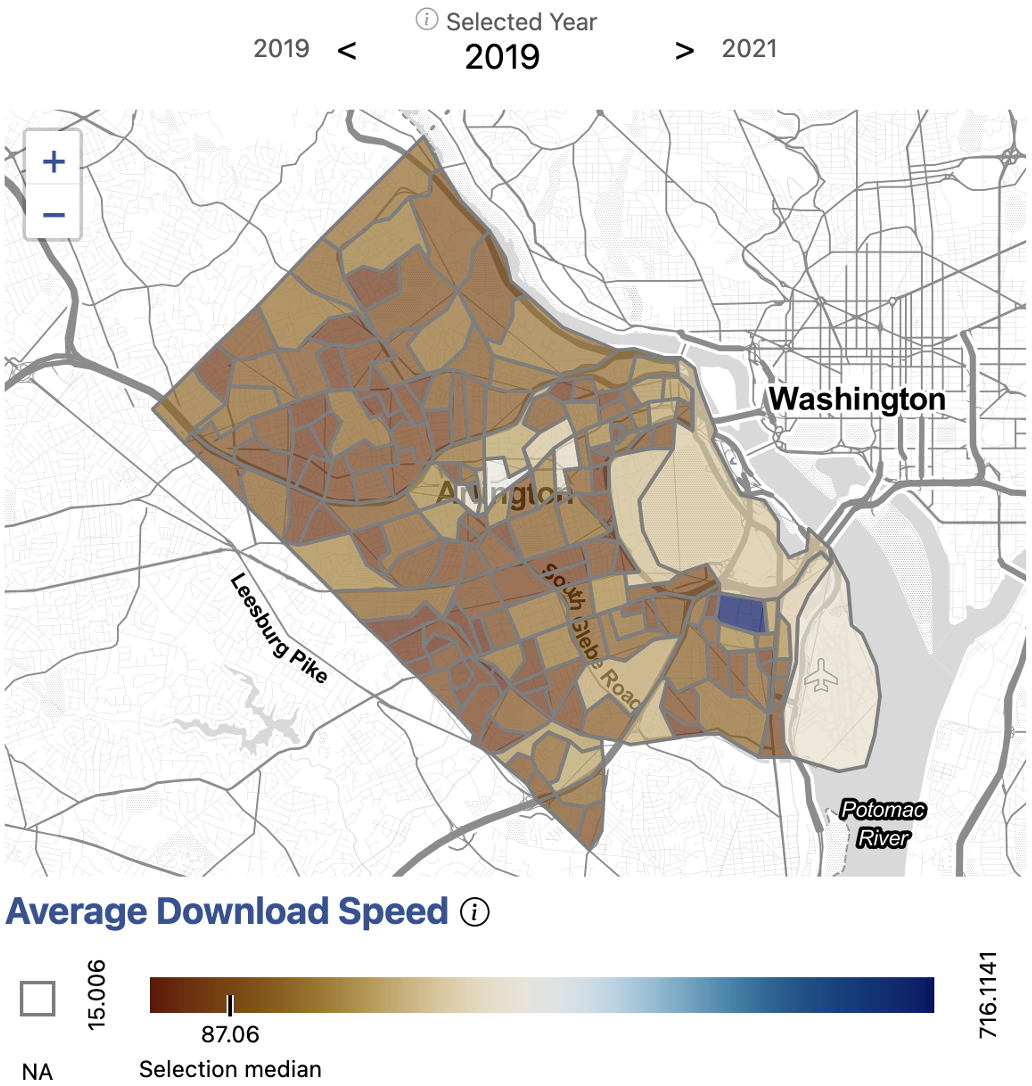 ⓘ Selected Year
2019 < 2019 > 2021
+
−
Washington
Arlington
South Glebe Road
Leesburg Pike
Potomac
River
Average Download Speed ⓘ
15.006
716.1141
87.06
NA
Selection median